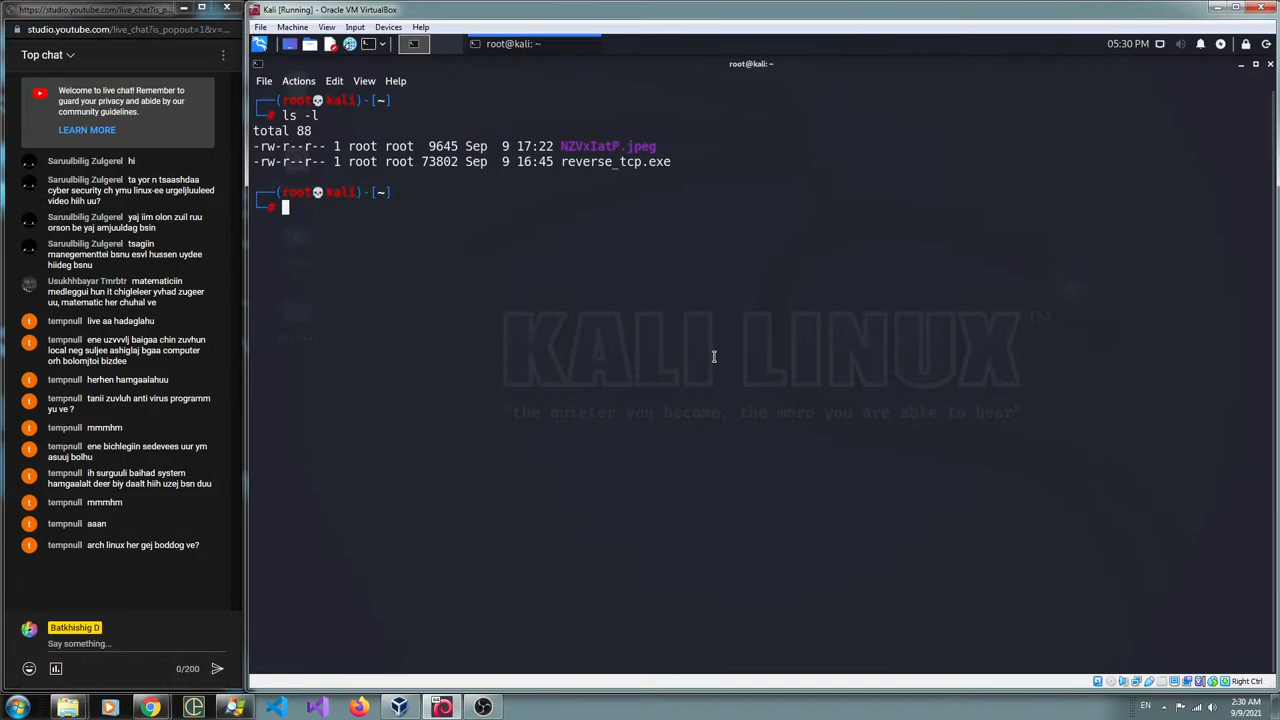 https://studio.youtube.com/live_chat?is_p...
studio.youtube.com/live_chat?is_popout=1&v=...
Top chat
Welcome to live chat! Remember to
guard your privacy and abide by our
community guidelines.
LEARN MORE
Saruulbilig Zulgerel hi
Saruulbilig Zulgerel
ta yor n tsaashdaa
cyber security ch ymu linux-ee urgeljluuleed
video hiih uu?
Saruulbilig Zulgerel yaj iim olon zuil ruu
orson be yaj amjuuldag bsin
Saruulbilig Zulgerel tsagiin
manegementtei bsnu esvl hussen uydee
hiideg bsnu
Usukhhbayar Tmrbtr matematiciin
medleggui hun it chigleleer yvhad zugeer
uu, matematic her chuhal ve
tempnull live aa hadaglahu
tempnull ene uzvvvlj baigaa chin zuvhun
local neg suljee ashiglaj bgaa computer
orh bolomjtoi bizdee
tempnull herhen hamgaalahuu
tempnull tanii zuvluh anti virus programm
yu ve ?
tempnull mmmhm
tempnull ene bichlegiin sedevees uur ym
asuuj bolhu
tempnull ih surguuli baihad system
hamgaalalt deer biy daalt hiih uzej bsn duu
tempnull mmmhm
tempnull aaan
tempnull arch linux her gej boddog ve?
Batkhishig D
Say something...
0/200
Kali [Running] - Oracle VM VirtualBox
File Machine View Input Devices Help
root@kali: ~
05:30 PM
root@kali: ~
File Actions Edit View Help
(root💀kali)-[~]
# ls -l
total 88
-rw-r--r-- 1 root root  9645 Sep  9 17:22 NZVxIatP.jpeg
-rw-r--r-- 1 root root 73802 Sep  9 16:45 reverse_tcp.exe
(root💀kali)-[~]
#
KALI LINUX™
"the quieter you become, the more you are able to hear"
Right Ctrl
EN
2:30 AM
9/9/2021